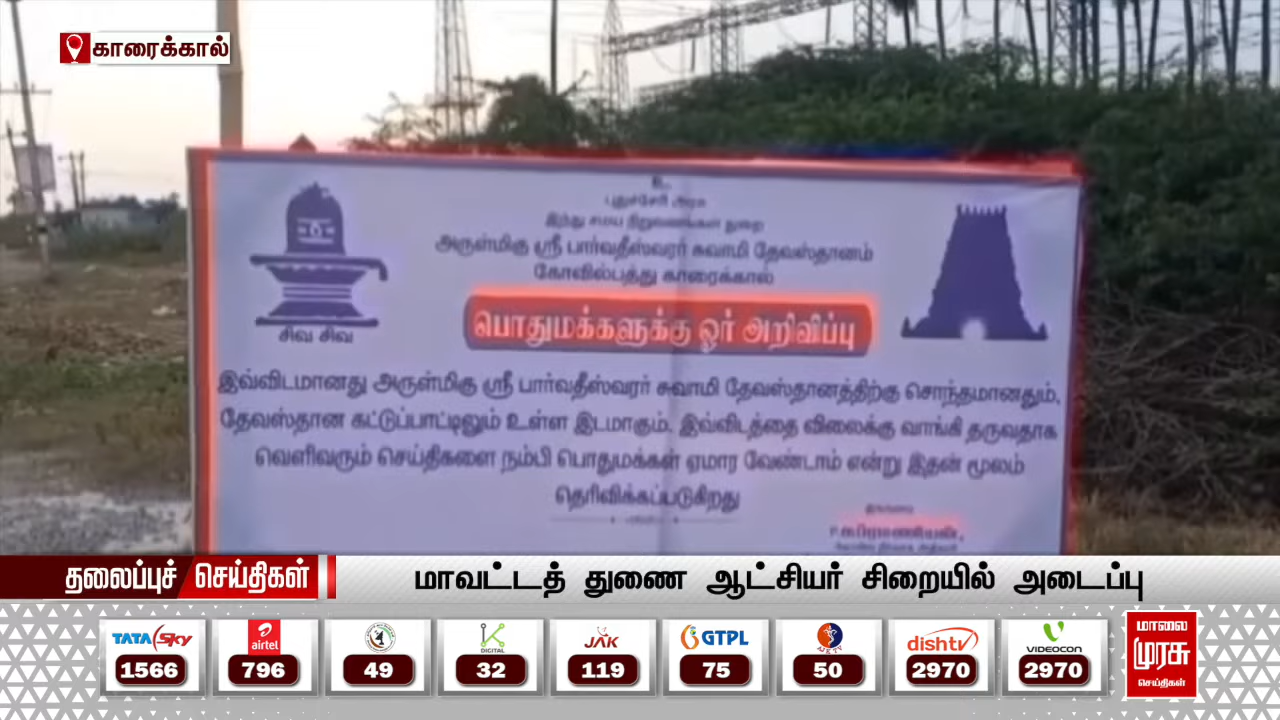 காரைக்கால்
உ
புதுச்சேரி அரசு
இந்து சமய நிறுவனங்கள் துறை
அருள்மிகு ஸ்ரீ பார்வதீஸ்வரர் சுவாமி தேவஸ்தானம்
கோவில்பத்து காரைக்கால்
சிவ சிவ
பொதுமக்களுக்கு ஓர் அறிவிப்பு
இவ்விடமானது அருள்மிகு ஸ்ரீ பார்வதீஸ்வரர் சுவாமி தேவஸ்தானத்திற்கு சொந்தமானதும்,
தேவஸ்தான கட்டுப்பாட்டிலும் உள்ள இடமாகும். இவ்விடத்தை விலைக்கு வாங்கி தருவதாக
வெளிவரும் செய்திகளை நம்பி பொதுமக்கள் ஏமார வேண்டாம் என்று இதன் மூலம்
தெரிவிக்கப்படுகிறது
தலைப்புச் செய்திகள்
மாவட்டத் துணை ஆட்சியர் சிறையில் அடைப்பு
TATA Sky airtel DIGITAL JAK GTPL AJK TV dishtv VIDEOCON
1566 796 49 32 119 75 50 2970 2970
மாலை
முரசு
செய்திகள்